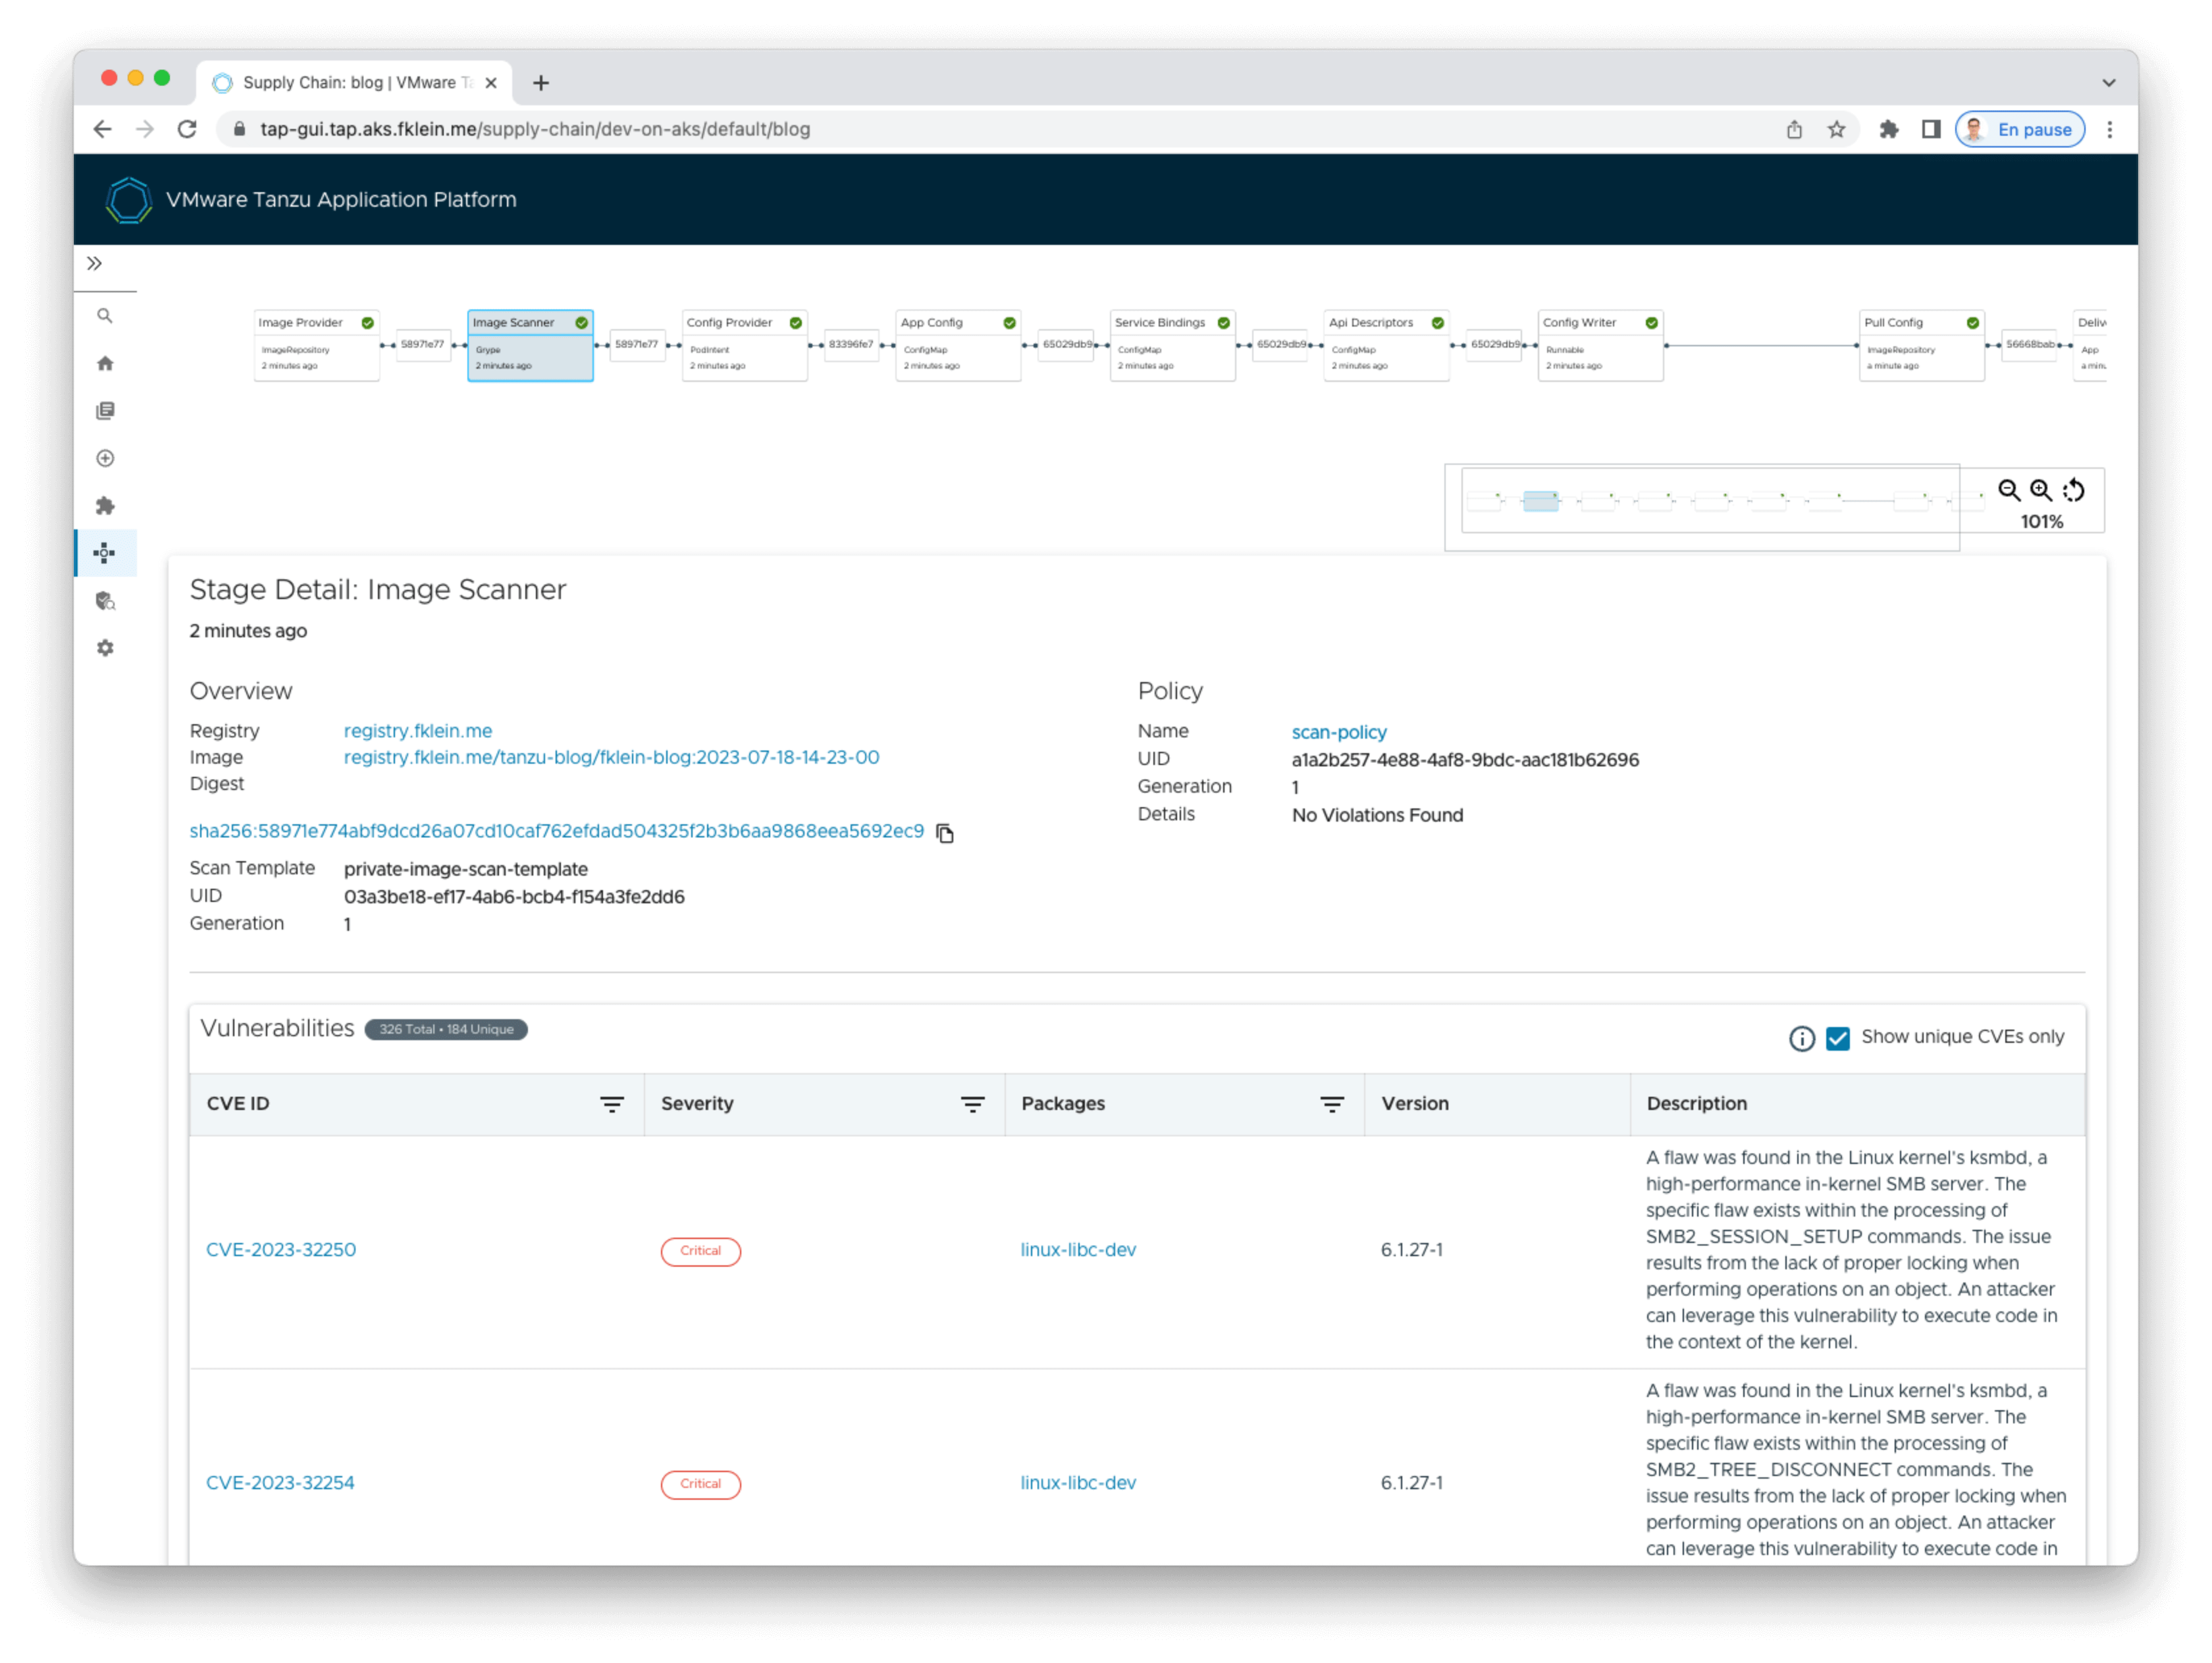 Supply Chain: blog | VMware Ta
tap-gui.tap.aks.fklein.me/supply-chain/dev-on-aks/default/blog
En pause
VMware Tanzu Application Platform
Image Provider
ImageRepository
2 minutes ago
58971e77
Image Scanner
Grype
2 minutes ago
58971e77
Config Provider
PodIntent
2 minutes ago
83396fe7
App Config
ConfigMap
2 minutes ago
65029db9
Service Bindings
ConfigMap
2 minutes ago
65029db9
Api Descriptors
ConfigMap
2 minutes ago
65029db9
Config Writer
Runnable
2 minutes ago
Pull Config
ImageRepository
a minute ago
56668bab
Deliv
App
a minu
101%
Stage Detail: Image Scanner
2 minutes ago
Overview
Registry registry.fklein.me
Image registry.fklein.me/tanzu-blog/fklein-blog:2023-07-18-14-23-00
Digest
sha256:58971e774abf9dcd26a07cd10caf762efdad504325f2b3b6aa9868eea5692ec9
Scan Template private-image-scan-template
UID 03a3be18-ef17-4ab6-bcb4-f154a3fe2dd6
Generation 1
Policy
Name scan-policy
UID a1a2b257-4e88-4af8-9bdc-aac181b62696
Generation 1
Details No Violations Found
Vulnerabilities 326 Total • 184 Unique
Show unique CVEs only
CVE ID Severity Packages Version Description
CVE-2023-32250 Critical linux-libc-dev 6.1.27-1
A flaw was found in the Linux kernel's ksmbd, a
high-performance in-kernel SMB server. The
specific flaw exists within the processing of
SMB2_SESSION_SETUP commands. The issue
results from the lack of proper locking when
performing operations on an object. An attacker
can leverage this vulnerability to execute code in
the context of the kernel.
CVE-2023-32254 Critical linux-libc-dev 6.1.27-1
A flaw was found in the Linux kernel's ksmbd, a
high-performance in-kernel SMB server. The
specific flaw exists within the processing of
SMB2_TREE_DISCONNECT commands. The
issue results from the lack of proper locking when
performing operations on an object. An attacker
can leverage this vulnerability to execute code in